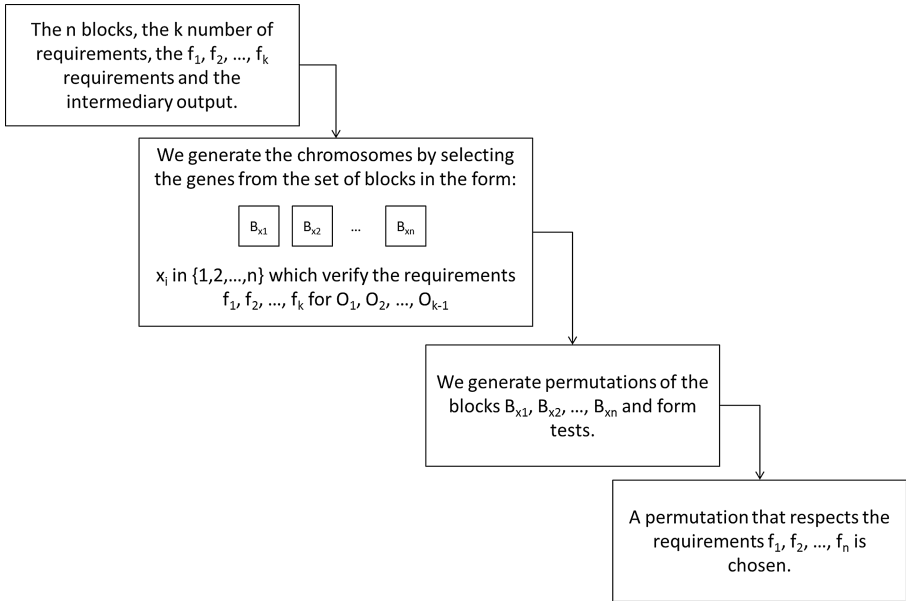 The n blocks, the k number of
requirements, the f₁, f₂, ..., fₖ
requirements and the
intermediary output.
We generate the chromosomes by selecting
the genes from the set of blocks in the form:
Bₓ₁ Bₓ₂ ... Bₓₙ
xᵢ in {1,2,...,n} which verify the requirements
f₁, f₂, ..., fₖ for O₁, O₂, ..., Oₖ₋₁
We generate permutations of the
blocks Bₓ₁, Bₓ₂, ..., Bₓₙ and form
tests.
A permutation that respects the
requirements f₁, f₂, ..., fₙ is
chosen.